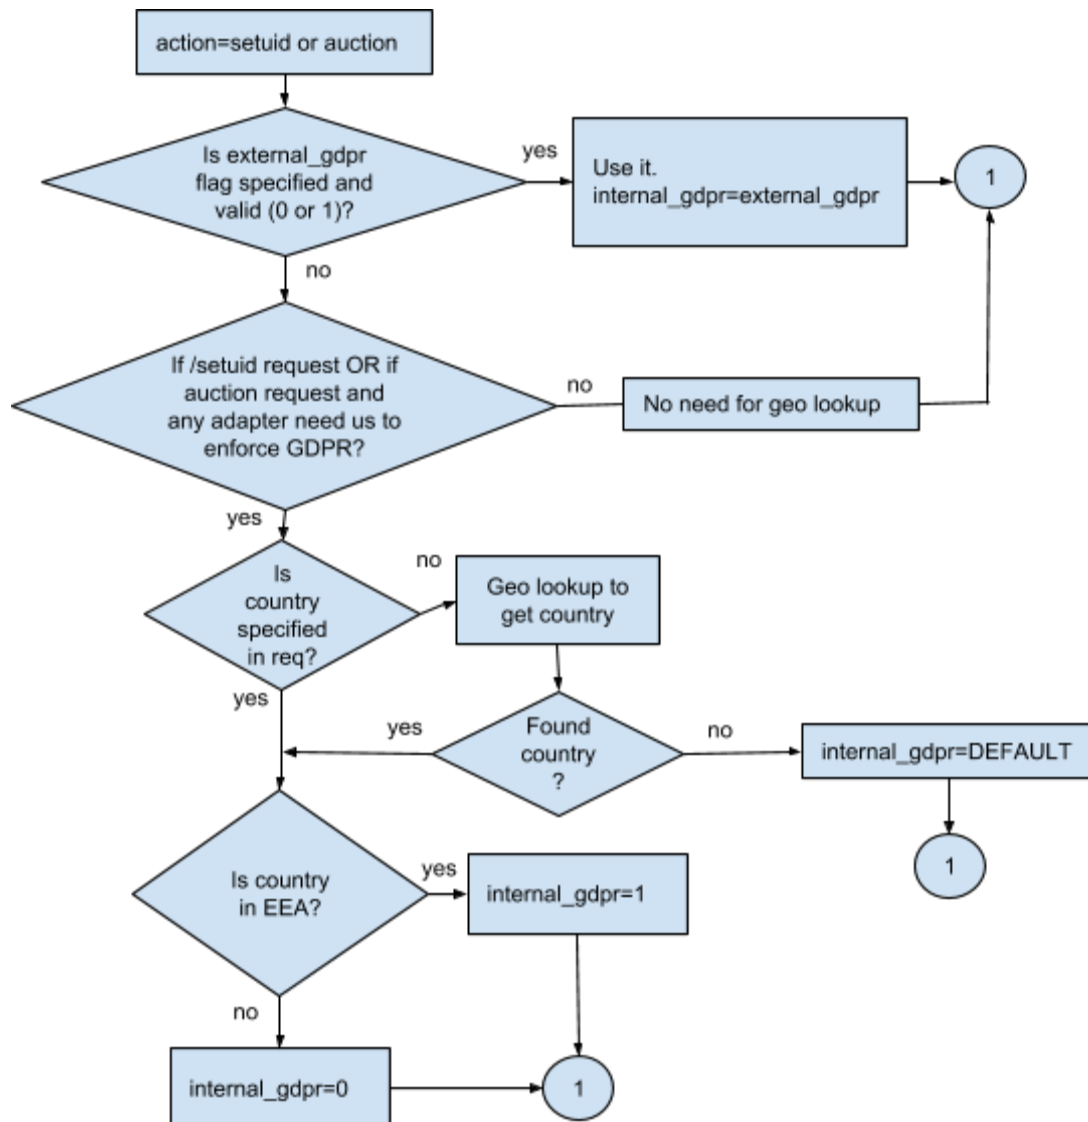 action=setuid or auction
Is external_gdpr
flag specified and
valid (0 or 1)?
yes
Use it.
internal_gdpr=external_gdpr
1
no
If /setuid request OR if
auction request and
any adapter need us to
enforce GDPR?
no
No need for geo lookup
yes
Is
country
specified
in req?
no
Geo lookup to
get country
yes
yes
Found
country
?
no
internal_gdpr=DEFAULT
1
Is country
in EEA?
yes
internal_gdpr=1
no
internal_gdpr=0
1